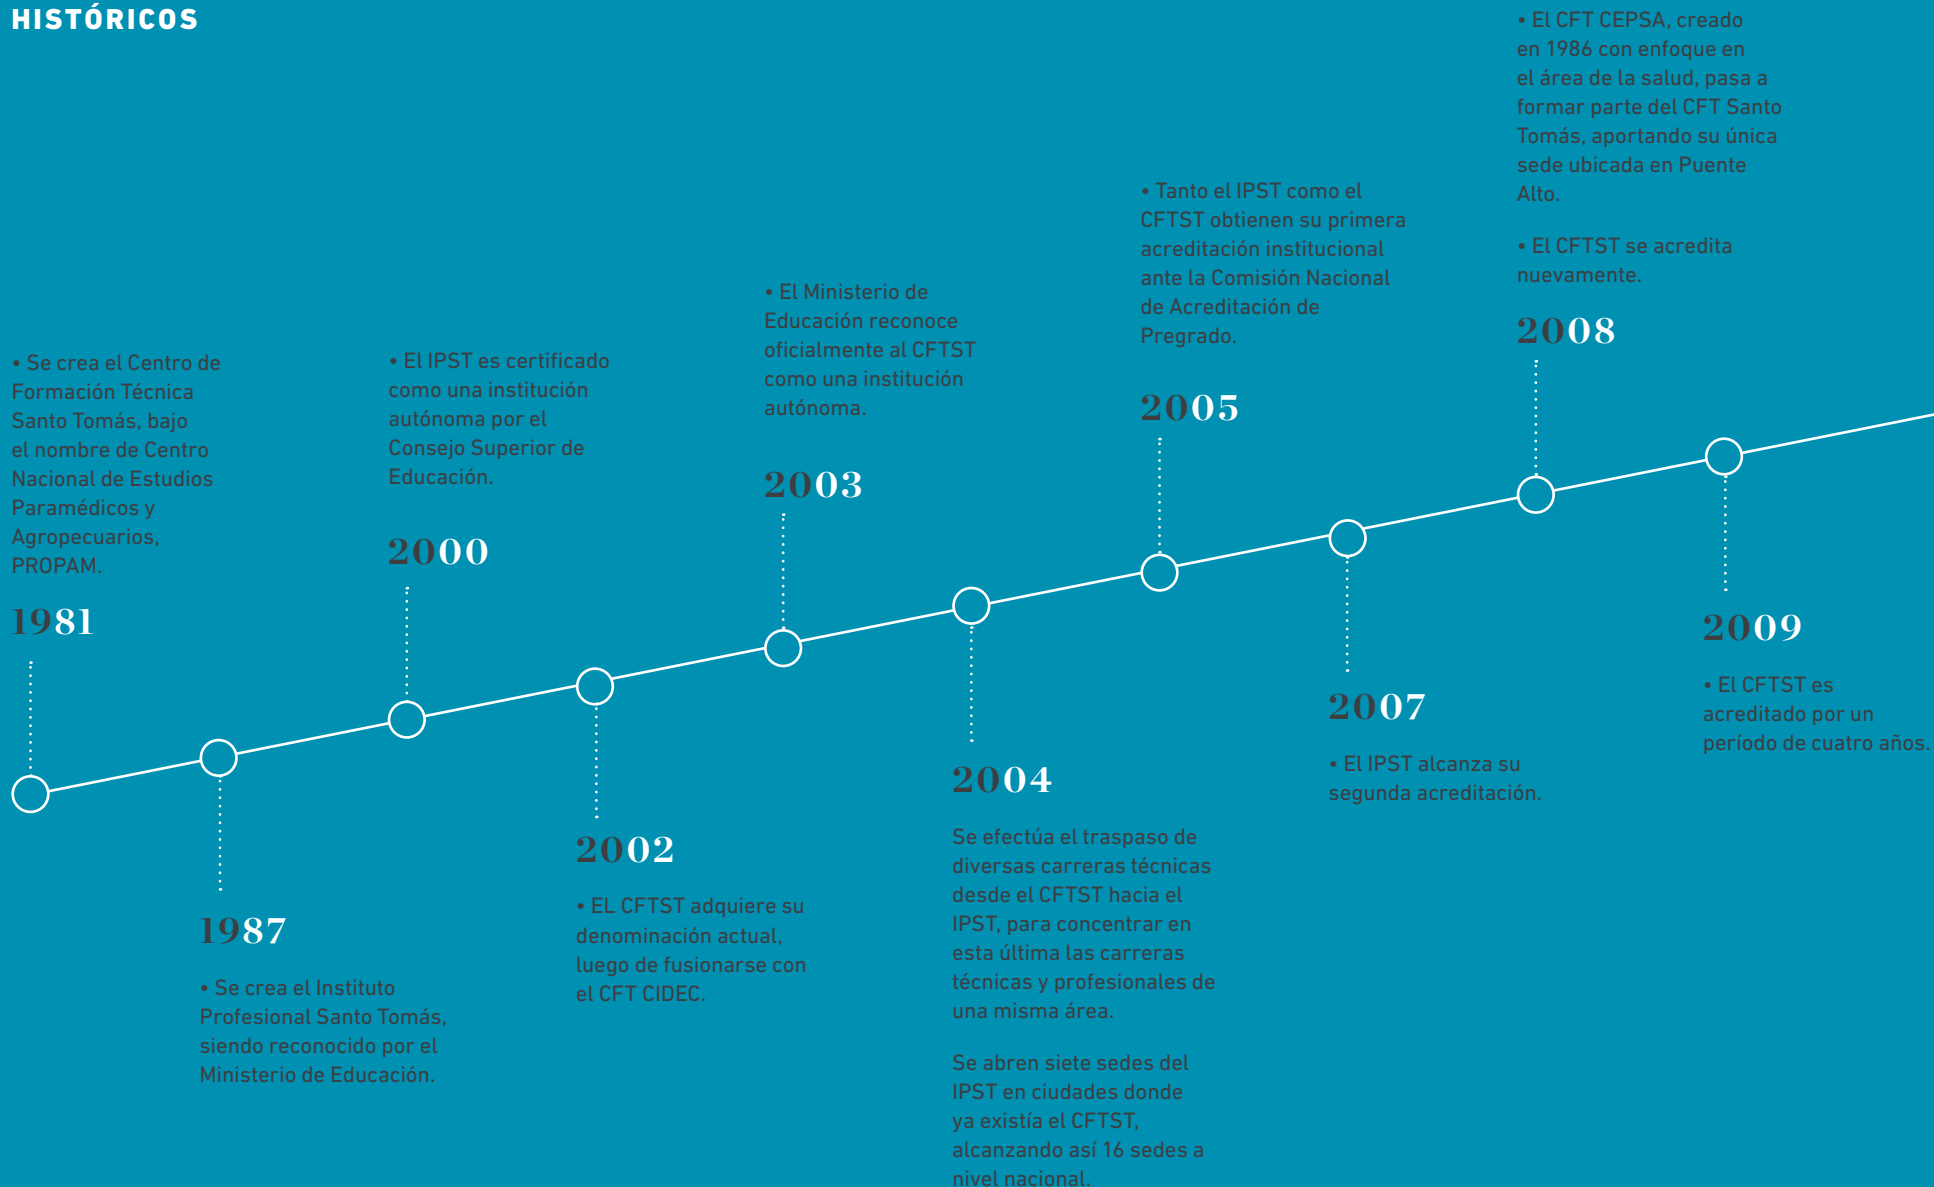 HISTÓRICOS
• Se crea el Centro de
Formación Técnica
Santo Tomás, bajo
el nombre de Centro
Nacional de Estudios
Paramédicos y
Agropecuarios,
PROPAM.
1981
1987
• Se crea el Instituto
Profesional Santo Tomás,
siendo reconocido por el
Ministerio de Educación.
• El IPST es certificado
como una institución
autónoma por el
Consejo Superior de
Educación.
2000
2002
• EL CFTST adquiere su
denominación actual,
luego de fusionarse con
el CFT CIDEC.
• El Ministerio de
Educación reconoce
oficialmente al CFTST
como una institución
autónoma.
2003
2004
Se efectúa el traspaso de
diversas carreras técnicas
desde el CFTST hacia el
IPST, para concentrar en
esta última las carreras
técnicas y profesionales de
una misma área.
Se abren siete sedes del
IPST en ciudades donde
ya existía el CFTST,
alcanzando así 16 sedes a
nivel nacional.
• Tanto el IPST como el
CFTST obtienen su primera
acreditación institucional
ante la Comisión Nacional
de Acreditación de
Pregrado.
2005
2007
• El IPST alcanza su
segunda acreditación.
• El CFT CEPSA, creado
en 1986 con enfoque en
el área de la salud, pasa a
formar parte del CFT Santo
Tomás, aportando su única
sede ubicada en Puente
Alto.
• El CFTST se acredita
nuevamente.
2008
2009
• El CFTST es
acreditado por un
período de cuatro años.